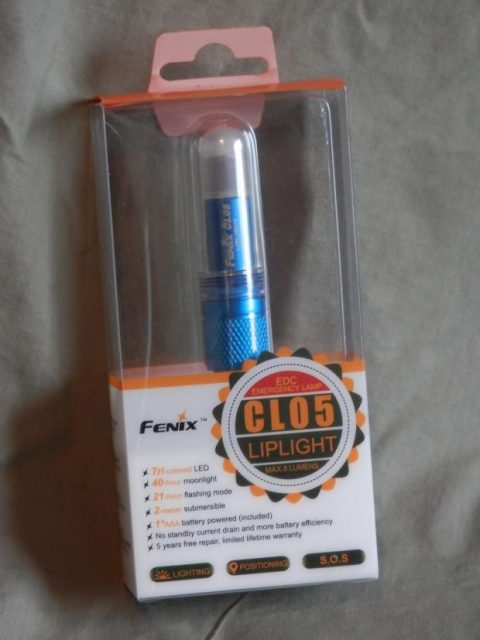 FENIX CL05
EDC
EMERGENCY LAMP
CL05
LIPLIGHT
MAX 8 LUMENS
FENIX™
Tri-colored LED
40-hour moonlight
21-hour flashing mode
2-meter submersible
1*AAA battery powered (included)
No standby current drain and more battery efficiency
5 years free repair, limited lifetime warranty
LIGHTING
POSITIONING
S.O.S